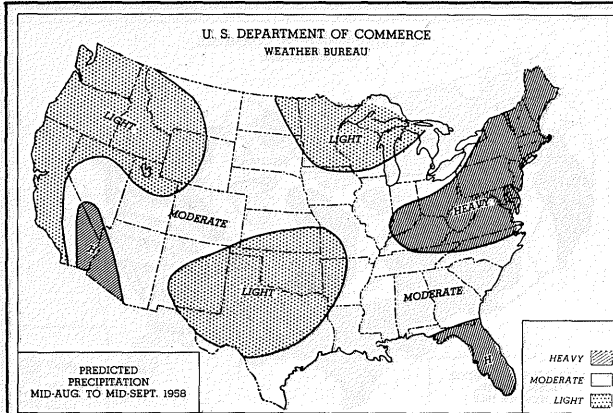 U. S. DEPARTMENT OF COMMERCE
WEATHER BUREAU
LIGHT
LIGHT
HEAVY
MODERATE
H
LIGHT
MODERATE
H
PREDICTED
PRECIPITATION
MID-AUG. TO MID-SEPT. 1958
HEAVY
MODERATE
LIGHT